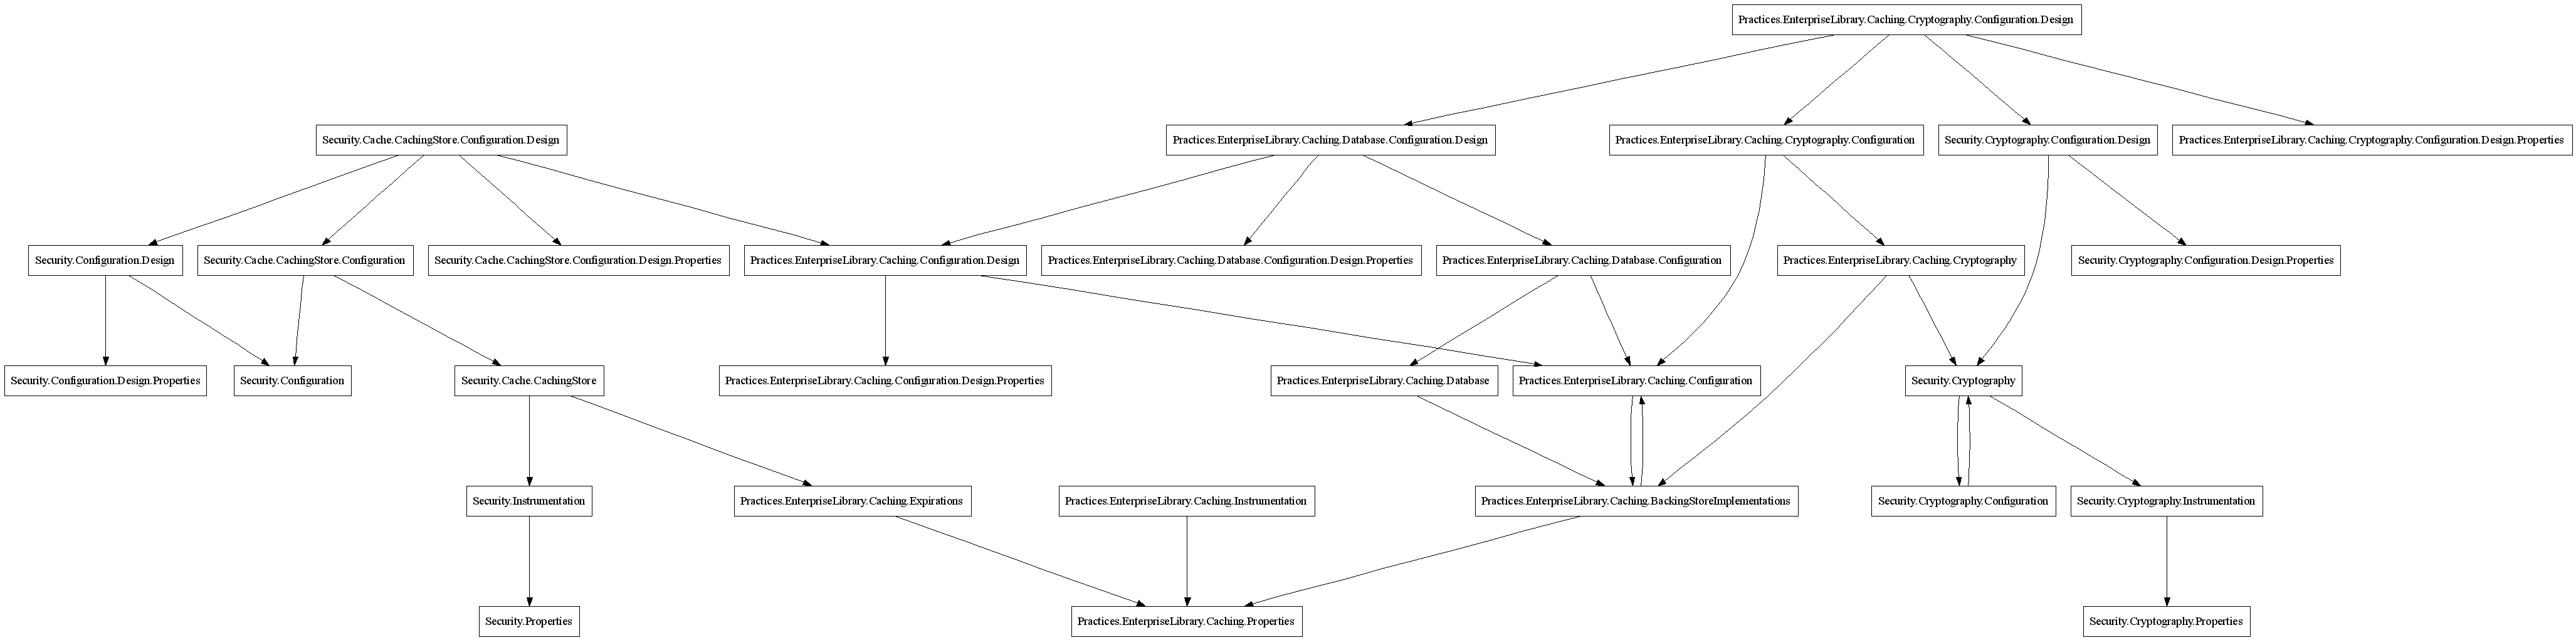 Practices.EnterpriseLibrary.Caching.Cryptography.Configuration.Design
Security.Cache.CachingStore.Configuration.Design
Practices.EnterpriseLibrary.Caching.Database.Configuration.Design
Practices.EnterpriseLibrary.Caching.Cryptography.Configuration
Security.Cryptography.Configuration.Design
Practices.EnterpriseLibrary.Caching.Cryptography.Configuration.Design.Properties
Security.Configuration.Design
Security.Cache.CachingStore.Configuration
Security.Cache.CachingStore.Configuration.Design.Properties
Practices.EnterpriseLibrary.Caching.Configuration.Design
Practices.EnterpriseLibrary.Caching.Database.Configuration.Design.Properties
Practices.EnterpriseLibrary.Caching.Database.Configuration
Practices.EnterpriseLibrary.Caching.Cryptography
Security.Cryptography.Configuration.Design.Properties
Security.Configuration.Design.Properties
Security.Configuration
Security.Cache.CachingStore
Practices.EnterpriseLibrary.Caching.Configuration.Design.Properties
Practices.EnterpriseLibrary.Caching.Database
Practices.EnterpriseLibrary.Caching.Configuration
Security.Cryptography
Security.Instrumentation
Practices.EnterpriseLibrary.Caching.Expirations
Practices.EnterpriseLibrary.Caching.Instrumentation
Practices.EnterpriseLibrary.Caching.BackingStoreImplementations
Security.Cryptography.Configuration
Security.Cryptography.Instrumentation
Security.Properties
Practices.EnterpriseLibrary.Caching.Properties
Security.Cryptography.Properties